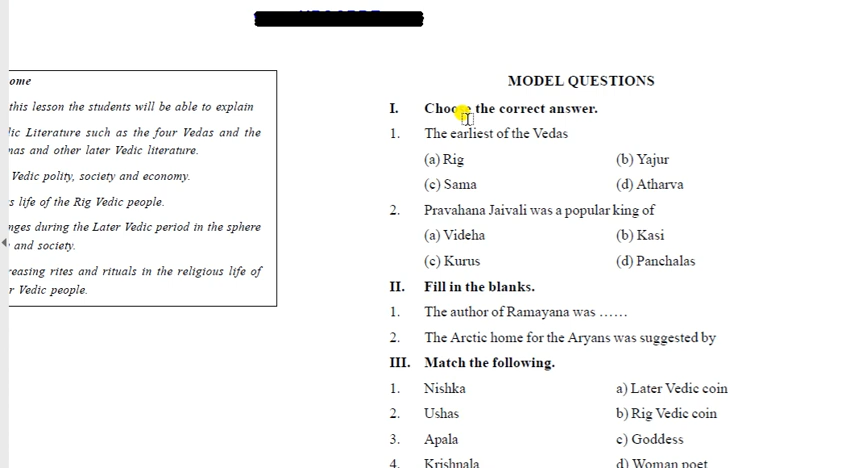 ome
this lesson the students will be able to explain
lic Literature such as the four Vedas and the
nas and other later Vedic literature.
Vedic polity, society and economy.
s life of the Rig Vedic people.
nges during the Later Vedic period in the sphere
and society.
reasing rites and rituals in the religious life of
r Vedic people.
MODEL QUESTIONS
I. Choose the correct answer.
1. The earliest of the Vedas
(a) Rig (b) Yajur
(c) Sama (d) Atharva
2. Pravahana Jaivali was a popular king of
(a) Videha (b) Kasi
(c) Kurus (d) Panchalas
II. Fill in the blanks.
1. The author of Ramayana was ……
2. The Arctic home for the Aryans was suggested by
III. Match the following.
1. Nishka a) Later Vedic coin
2. Ushas b) Rig Vedic coin
3. Apala c) Goddess
4. Krishnala d) Woman poet